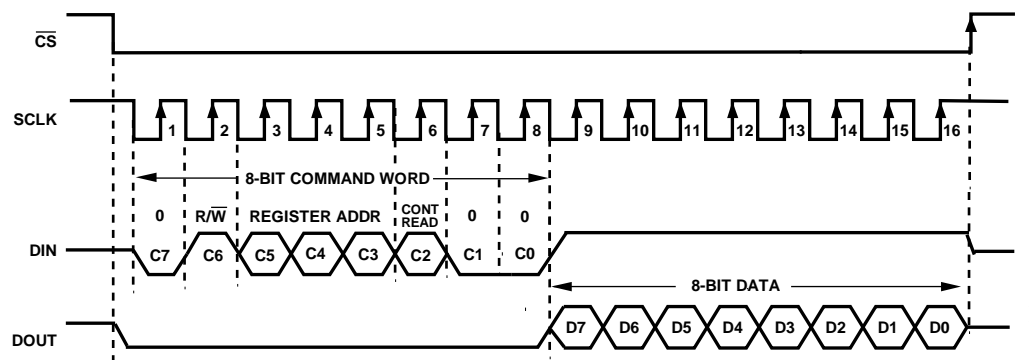 CS
SCLK
1 2 3 4 5 6 7 8 9 10 11 12 13 14 15 16
8-BIT COMMAND WORD
0 R/W REGISTER ADDR CONT READ 0 0
DIN
C7 C6 C5 C4 C3 C2 C1 C0
8-BIT DATA
DOUT
D7 D6 D5 D4 D3 D2 D1 D0